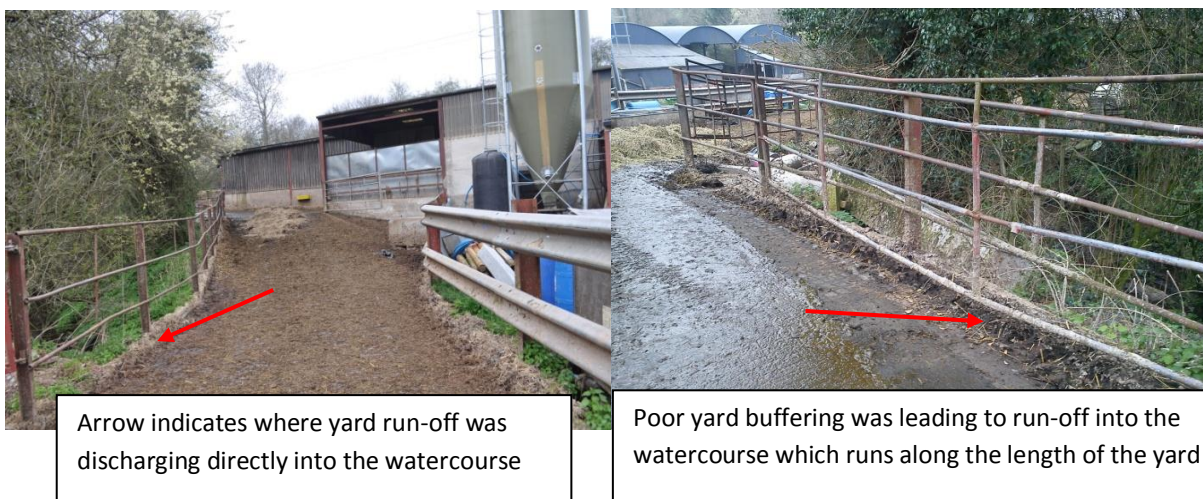 Arrow indicates where yard run-off was
discharging directly into the watercourse
Poor yard buffering was leading to run-off into the
watercourse which runs along the length of the yard